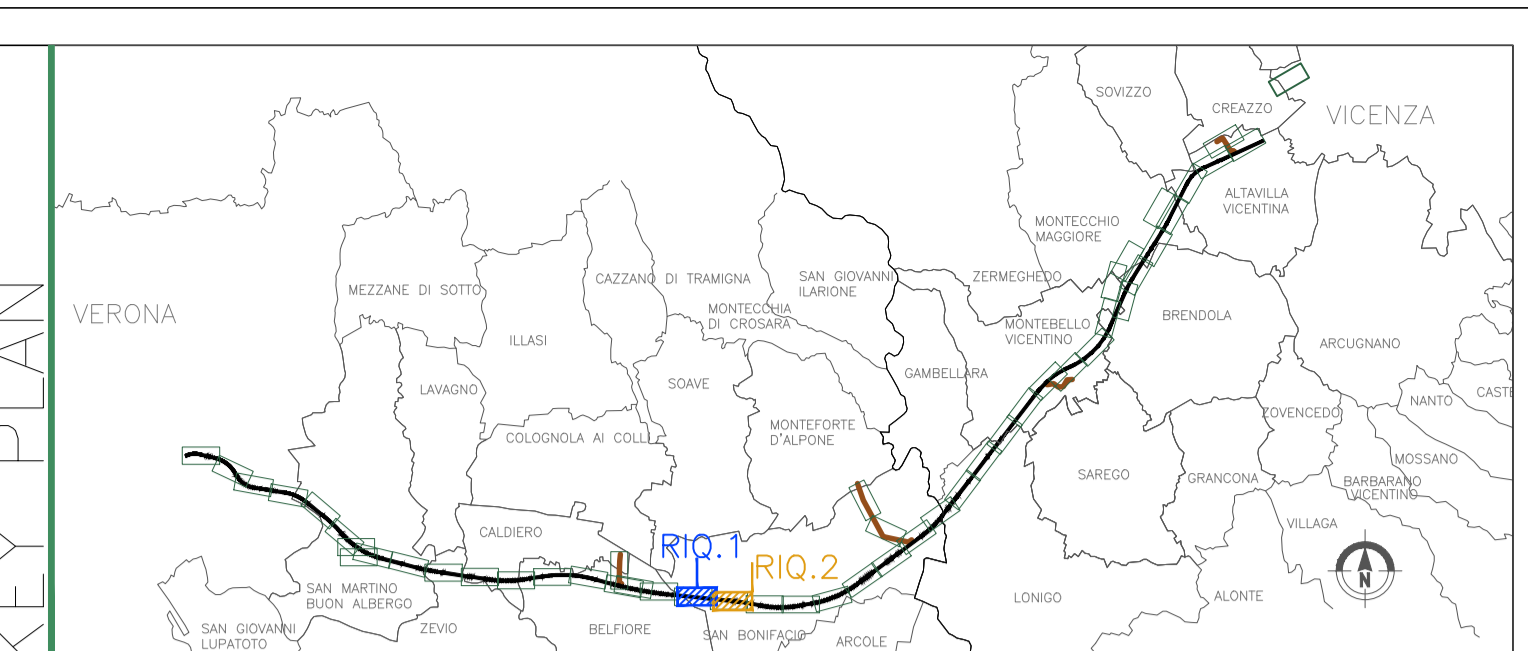 KEY PLAN
SOVIZZO
CREAZZO
VICENZA
ALTAVILLA
VICENTINA
MONTECCHIO
MAGGIORE
CAZZANO DI TRAMIGNA
SAN GIOVANNI
ILARIONE
ZERMEGHEDO
MEZZANE DI SOTTO
VERONA
MONTECCHIA
DI CROSARA
MONTEBELLO
VICENTINO
BRENDOLA
ILLASI
ARCUGNANO
GAMBELLARA
SOAVE
LAVAGNO
NANTO
CASTE
ZOVENCEDO
MONTEFORTE
D'ALPONE
COLOGNOLA AI COLLI
MOSSANO
SAREGO
GRANCONA
BARBARANO
VICENTINO
VILLAGA
CALDIERO
RIQ.1
RIQ.2
N
SAN MARTINO
BUON ALBERGO
LONIGO
ALONTE
SAN GIOVANNI
LUPATOTO
ZEVIO
BELFIORE
SAN BONIFACIO
ARCOLE